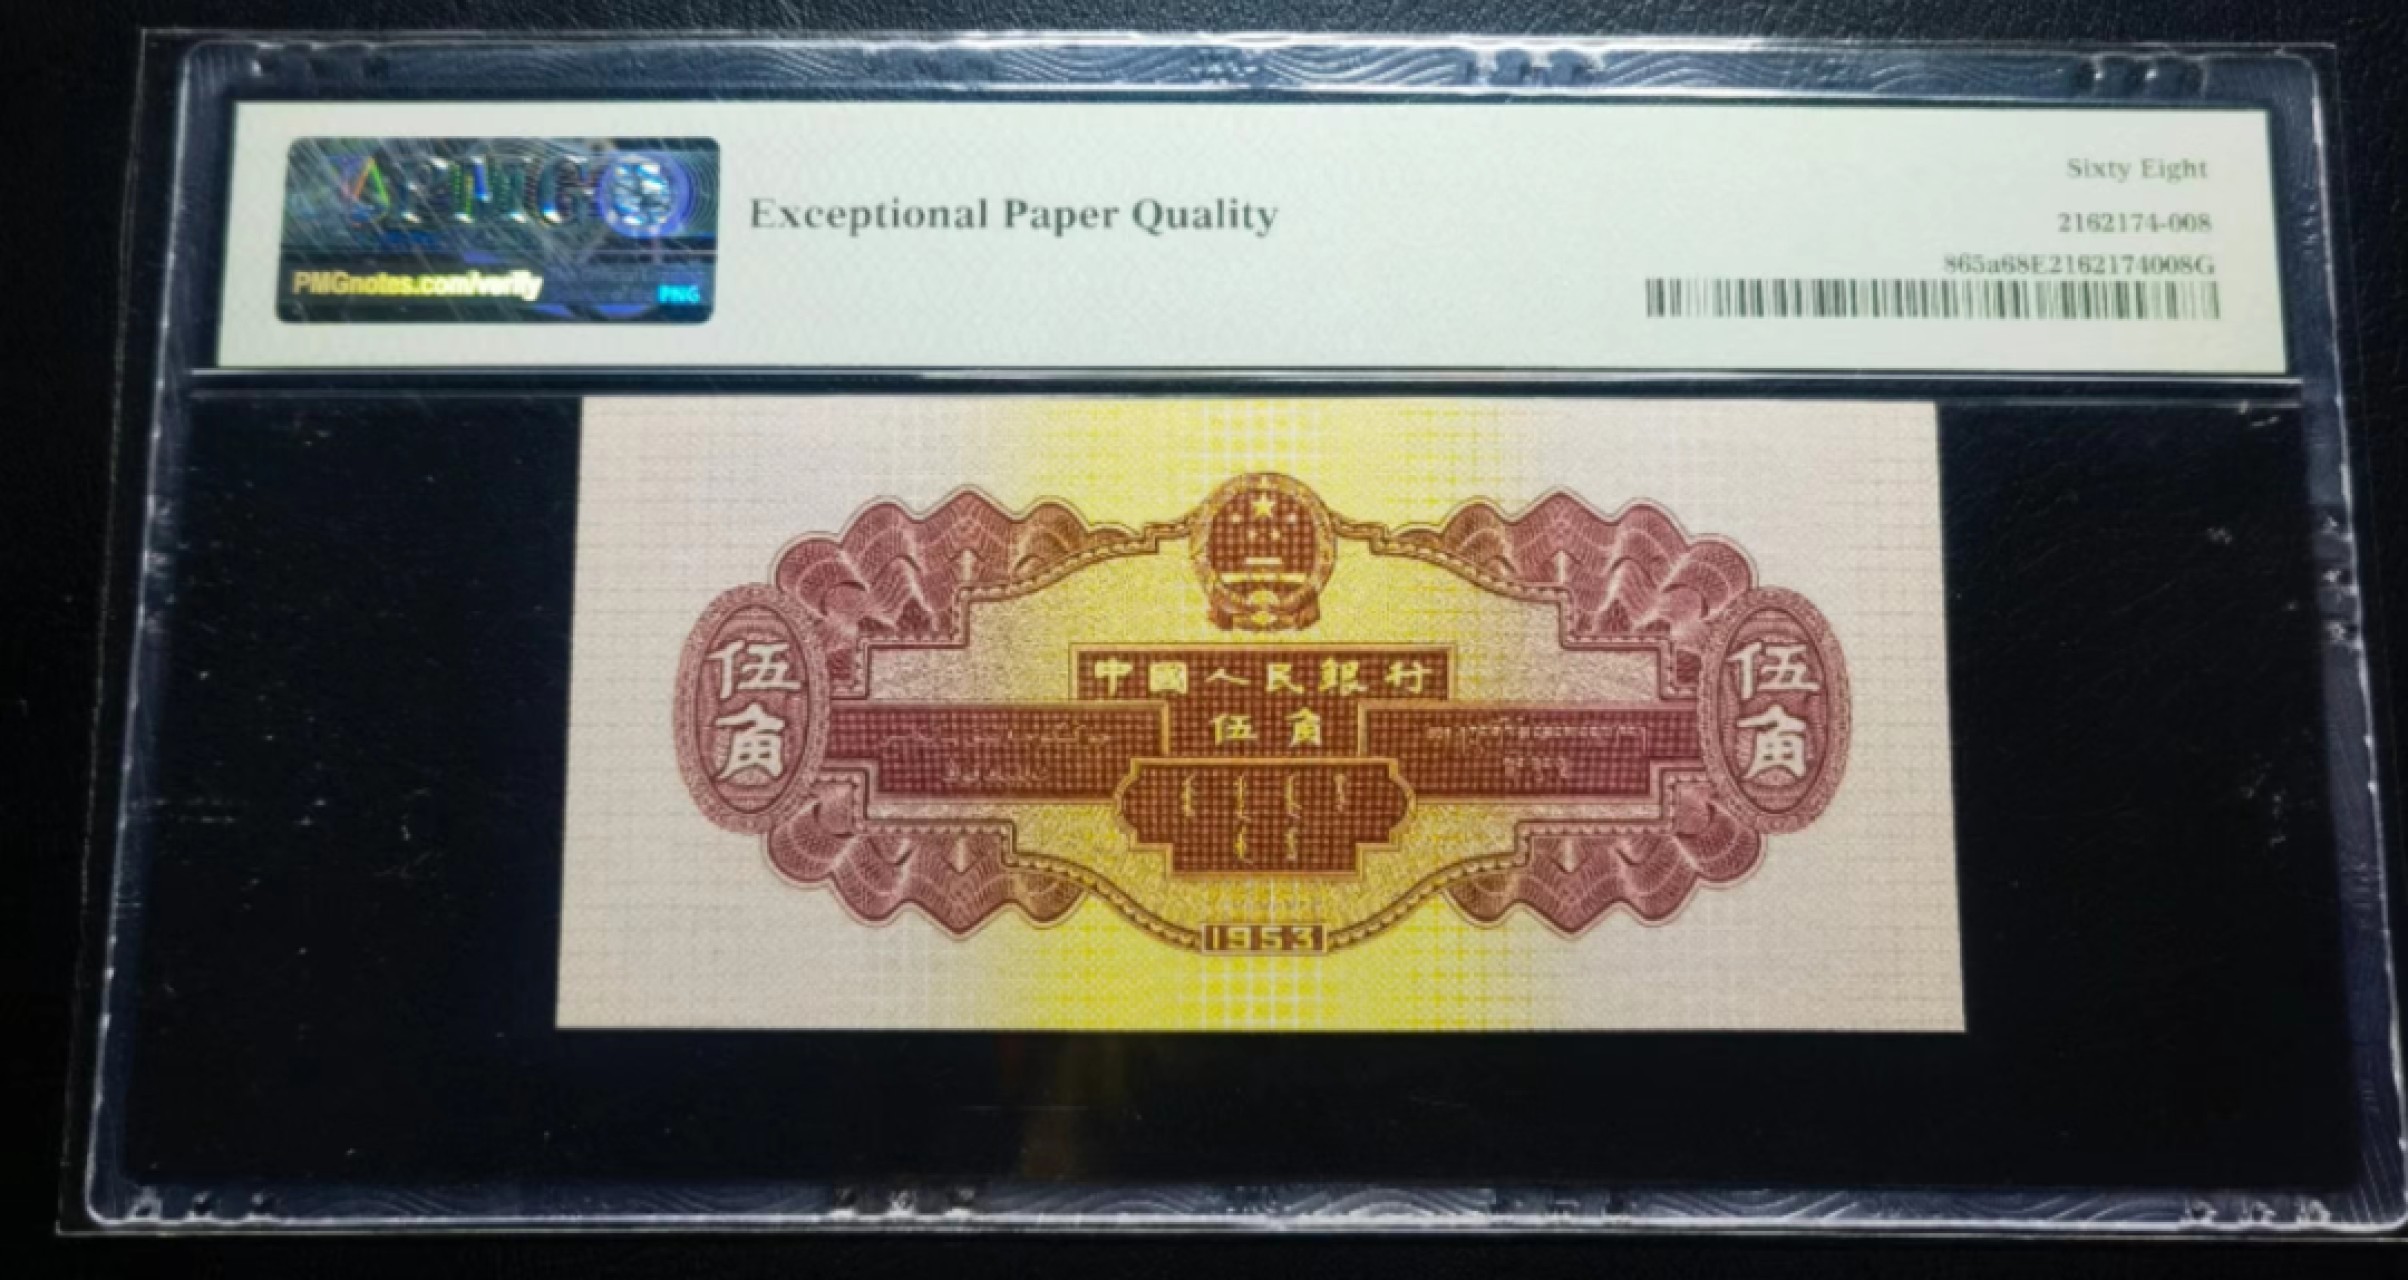 PMG
PMGnotes.com/verify
PMG
Exceptional Paper Quality
Sixty Eight
2162174-008
865a68E2162174008G
中國人民銀行
伍角
伍角
伍角
1953